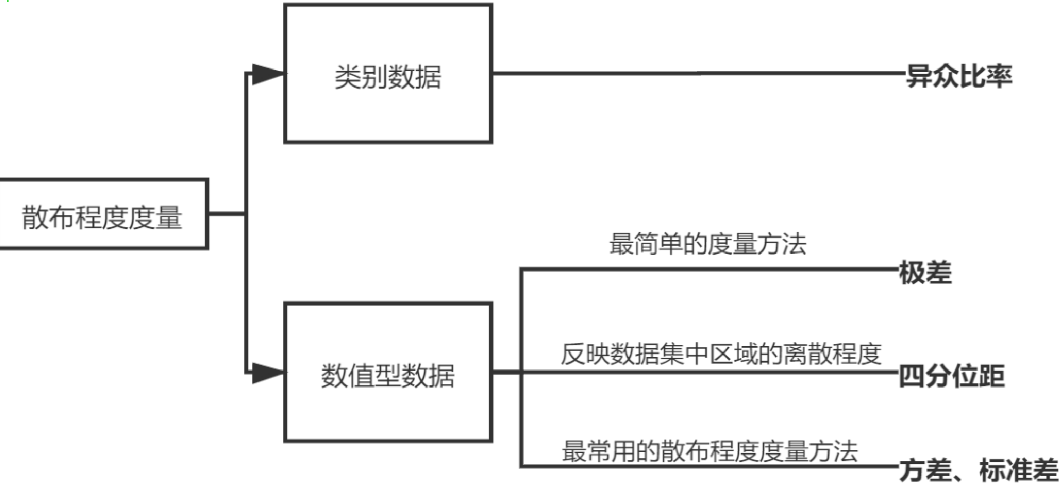 类别数据
异众比率
散布程度度量
最简单的度量方法
极差
反映数据集中区域的离散程度
数值型数据
四分位距
最常用的散布程度度量方法
方差、标准差